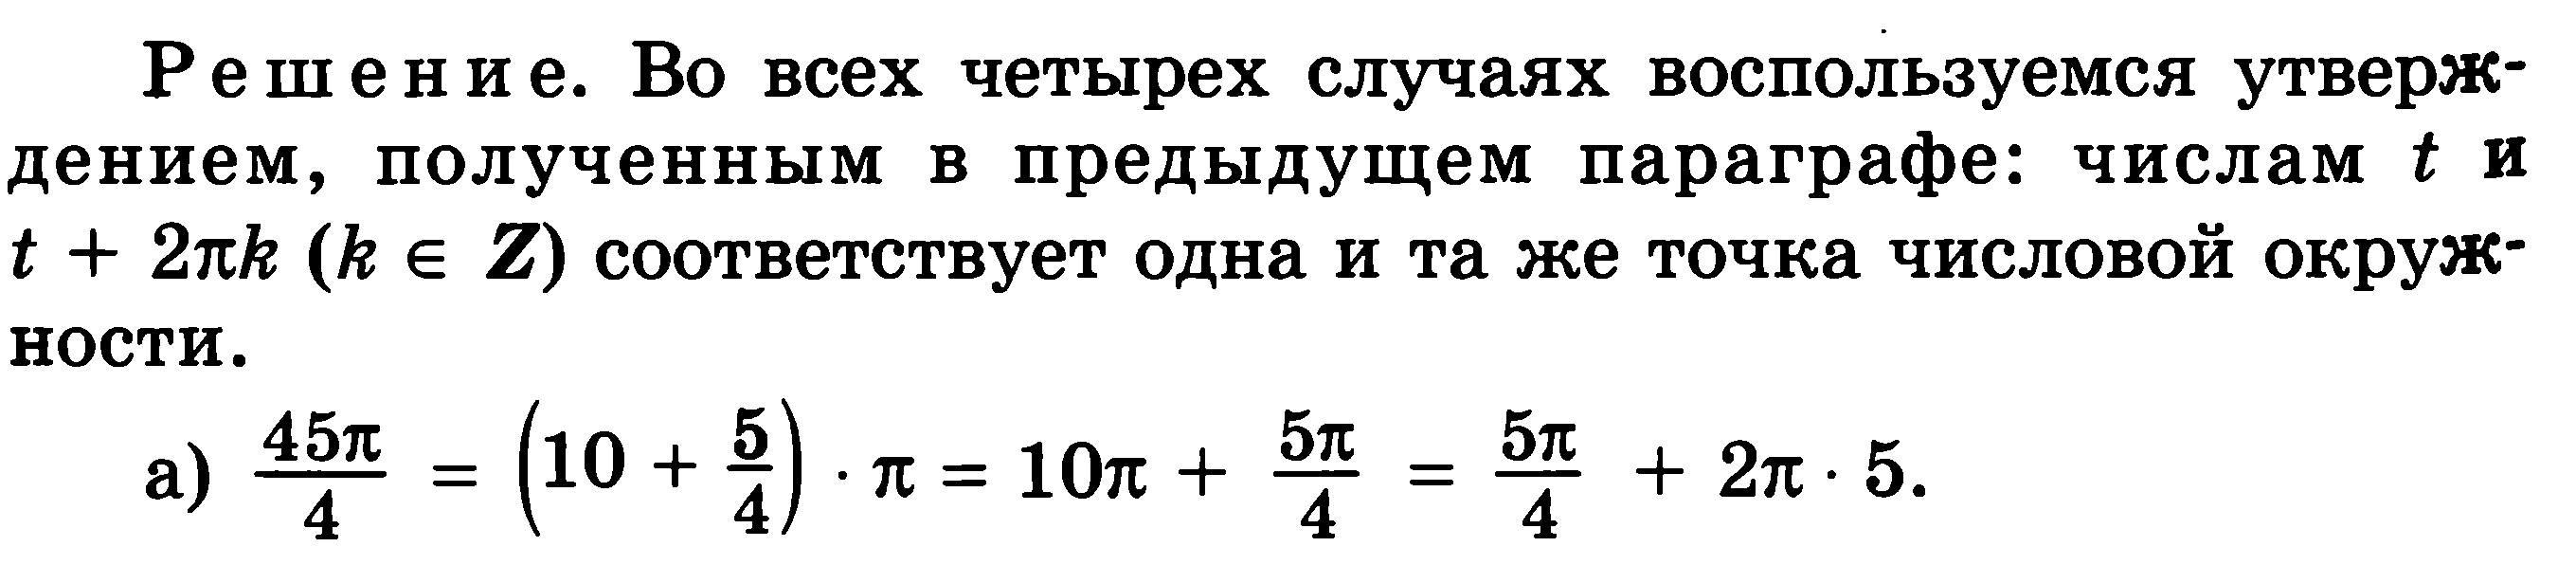 Решение. Во всех четырех случаях воспользуемся утверж-
дением, полученным в предыдущем параграфе: числам t и
t + 2πk (k ∈ Z) соответствует одна и та же точка числовой окруж-
ности.
а) 45π/4 = (10 + 5/4) · π = 10π + 5π/4 = 5π/4 + 2π · 5.